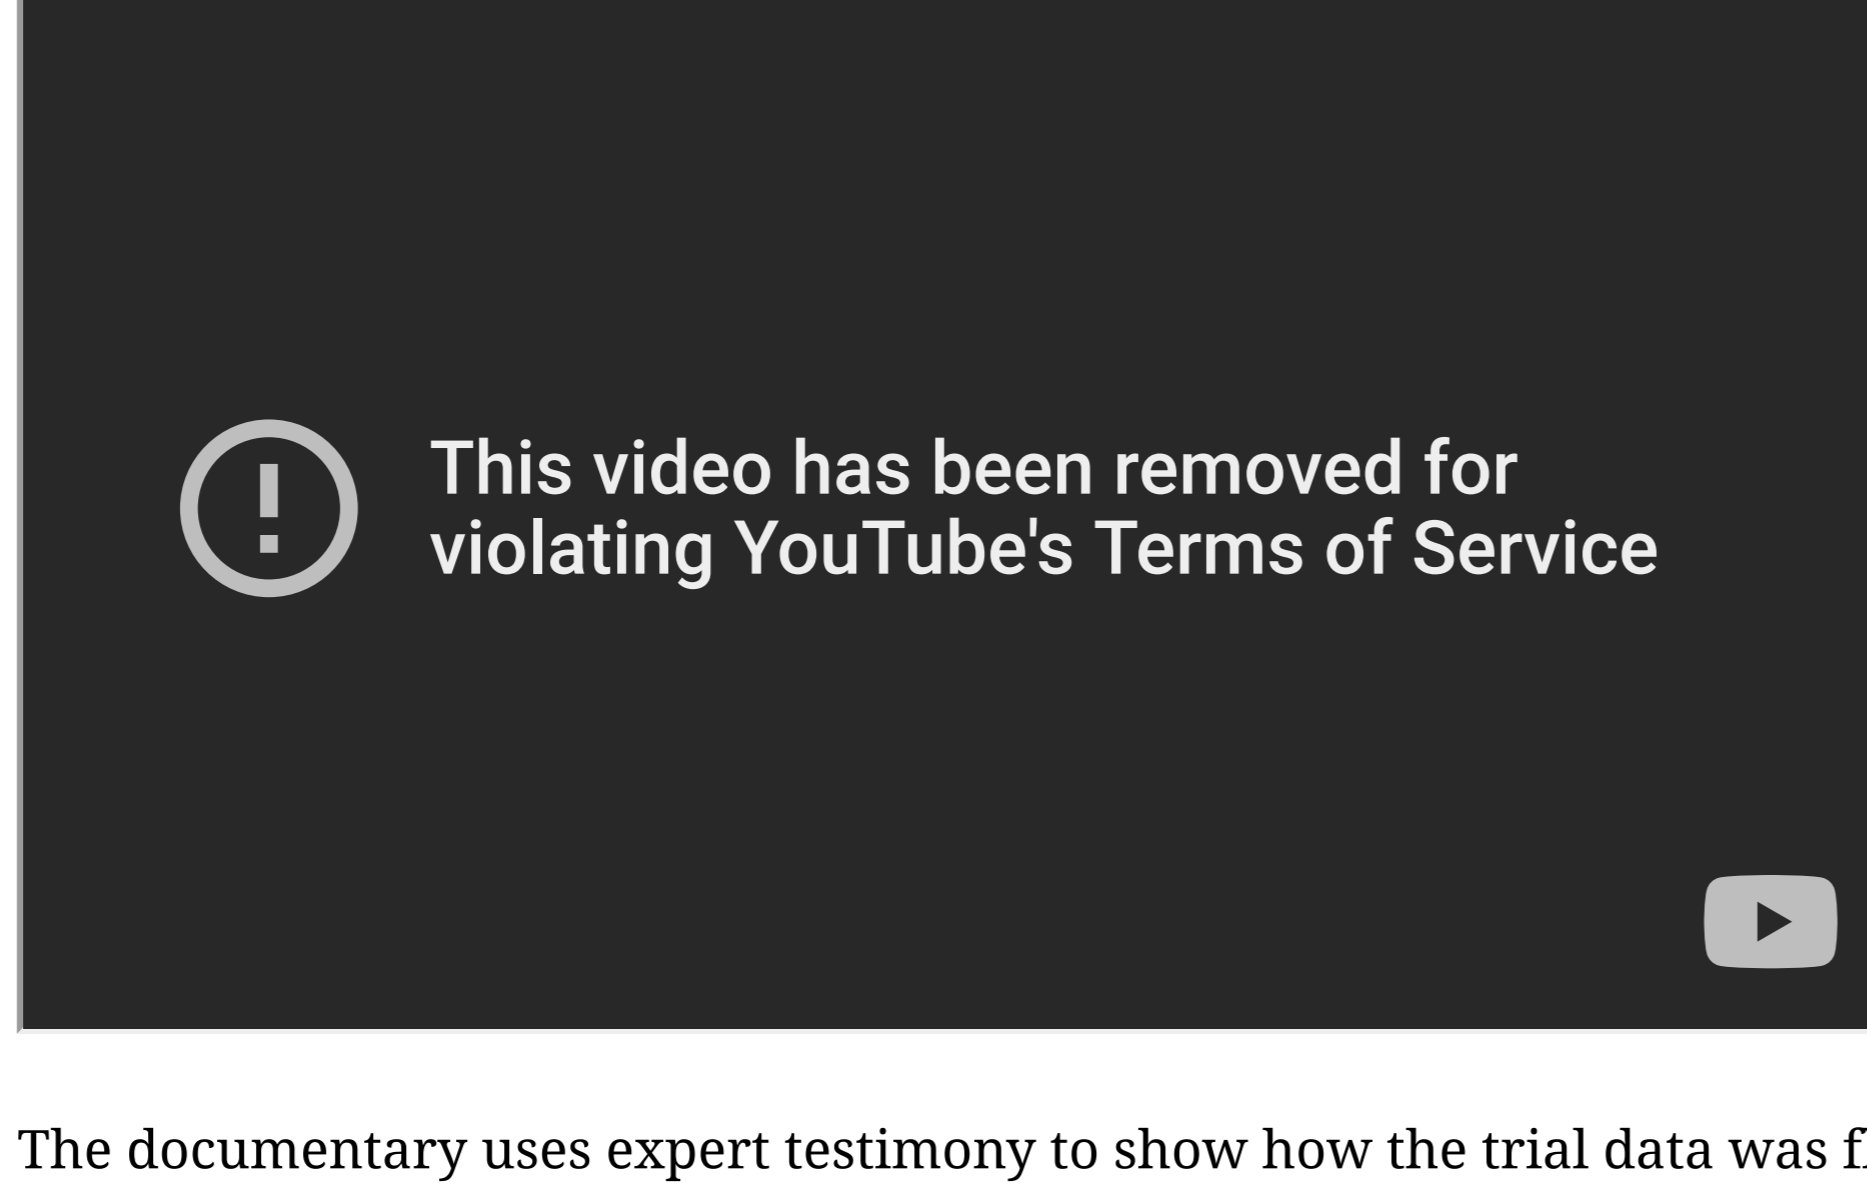 This video has been removed for
violating YouTube's Terms of Service
The documentary uses expert testimony to show how the trial data was